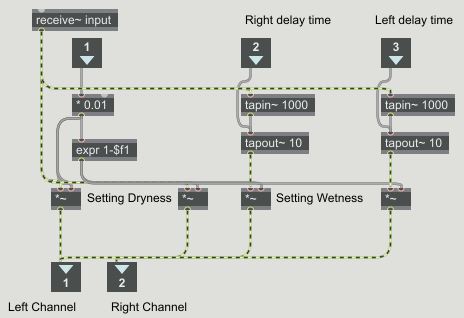 receive~ input
Right delay time
Left delay time
1
2
3
* 0.01
tapin~ 1000
tapin~ 1000
expr 1-$f1
tapout~ 10
tapout~ 10
*~
Setting Dryness
*~
*~
Setting Wetness
*~
1
2
Left Channel
Right Channel